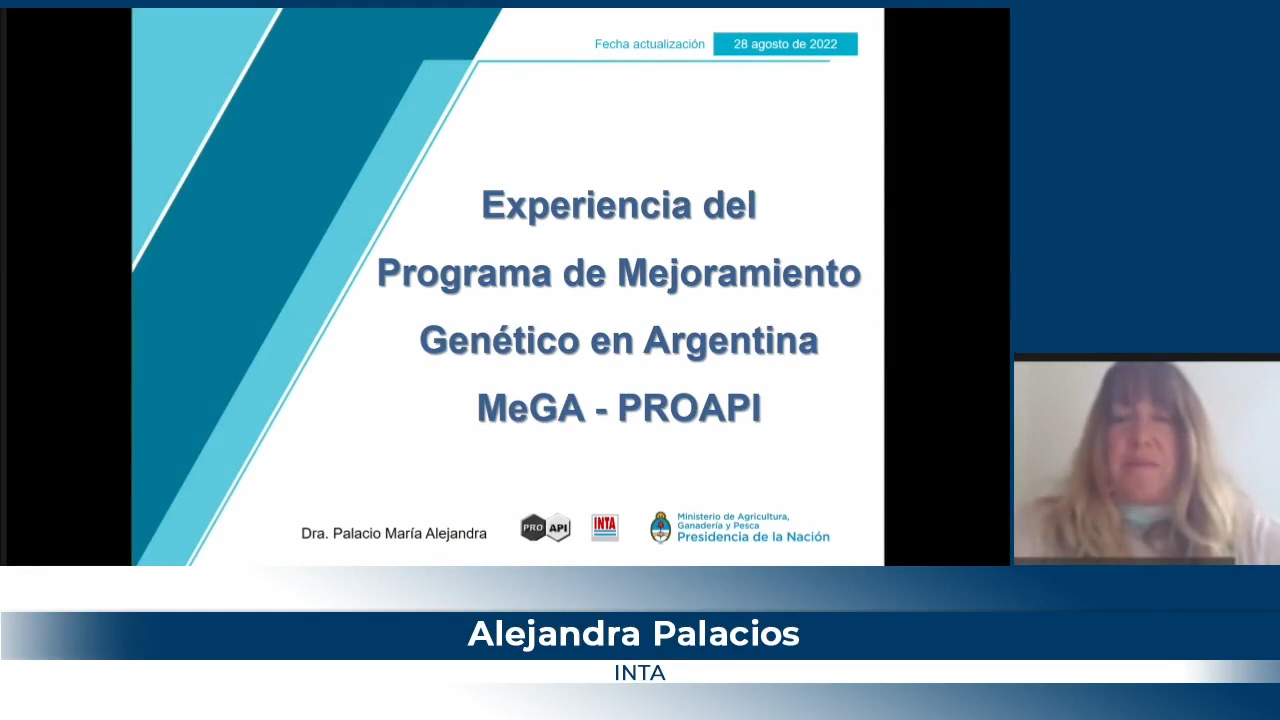 Fecha actualización 28 agosto de 2022
Experiencia del
Programa de Mejoramiento
Genético en Argentina
MeGA - PROAPI
Dra. Palacio María Alejandra
PRO API
INTA
Ministerio de Agricultura,
Ganadería y Pesca
Presidencia de la Nación
Alejandra Palacios
INTA